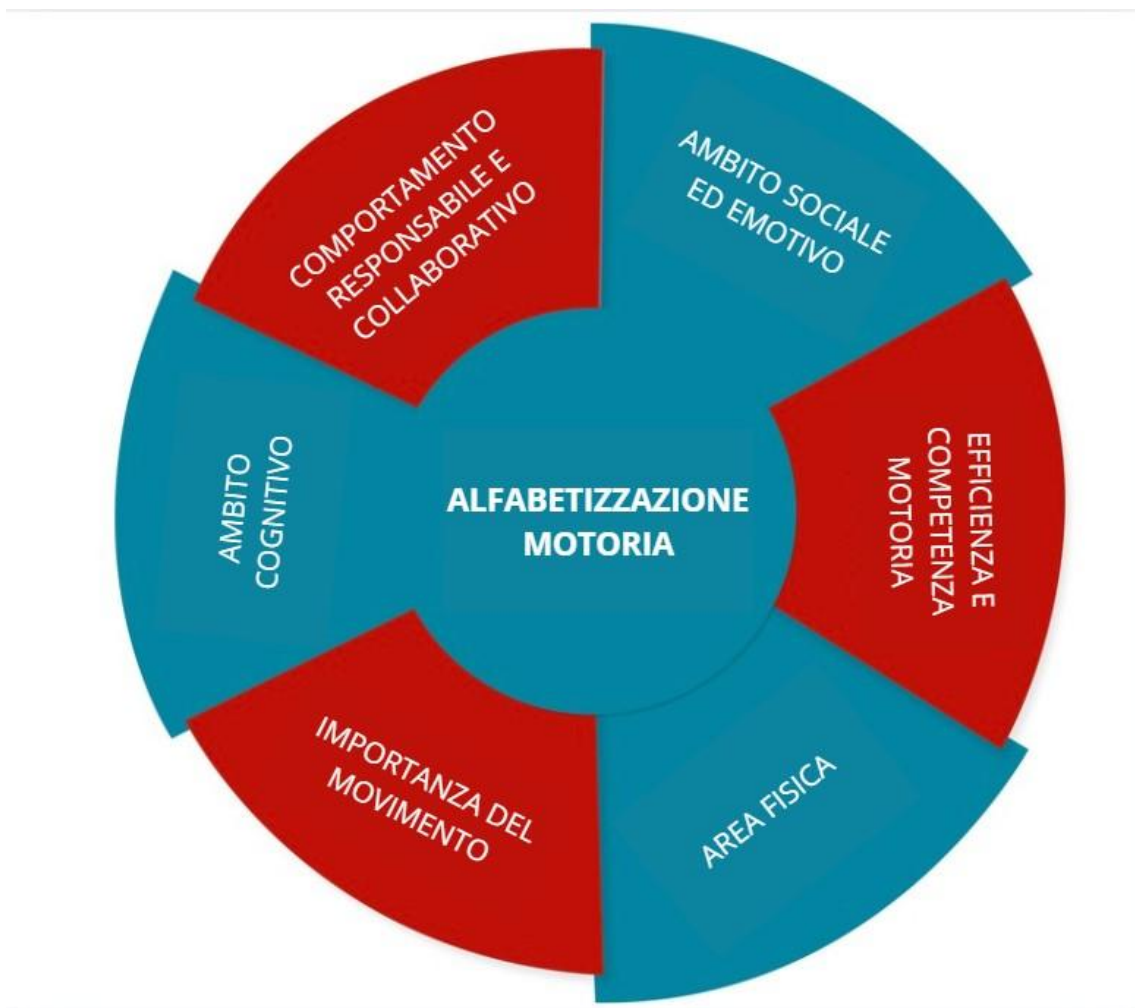 COMPORTAMENTO
RESPONSABILE E
COLLABORATIVO
AMBITO SOCIALE
ED EMOTIVO
EFFICIENZA E
COMPETENZA
MOTORIA
AREA FISICA
IMPORTANZA DEL
MOVIMENTO
AMBITO
COGNITIVO
ALFABETIZZAZIONE
MOTORIA